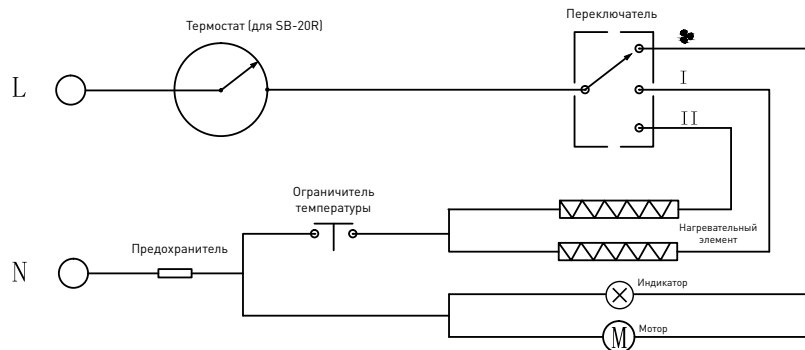 Термостат (для SB-20R)
Переключатель
L
I
II
Ограничитель
температуры
Нагревательный
элемент
Предохранитель
N
Индикатор
Мотор
M